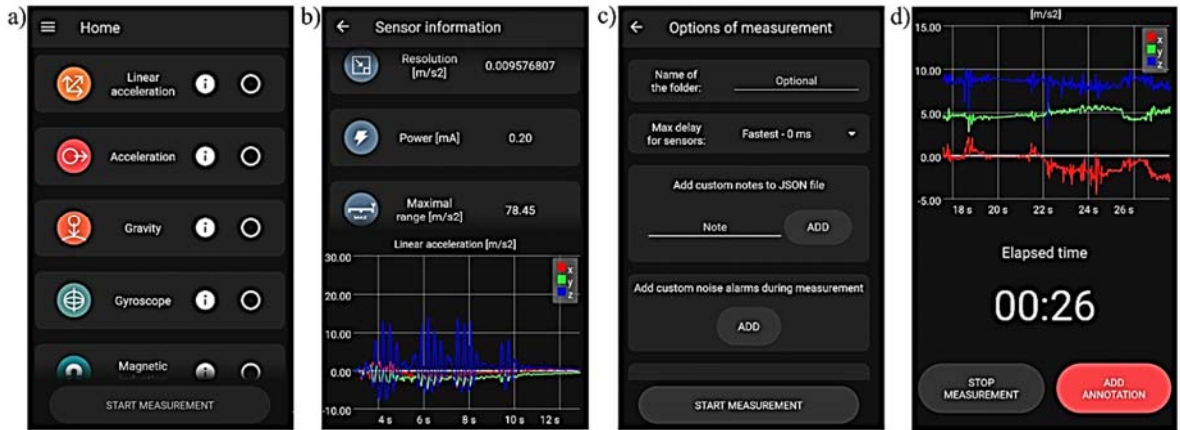 a)
Home
Linear
acceleration
Acceleration
Gravity
Gyroscope
Magnetic
START MEASUREMENT
b)
Sensor information
Resolution
[m/s2]
0.009576807
Power [mA]
0.20
MAX
Maximal
range [m/s2]
78.45
Linear acceleration [m/s2]
30.00
20.00
10.00
0.00
-10.00
x
y
z
4 s 6 s 8 s 10 s 12 s
c)
Options of measurement
Name of
the folder:
Optional
Max delay
for sensors:
Fastest - 0 ms
Add custom notes to JSON file
Note
ADD
Add custom noise alarms during measurement
ADD
START MEASUREMENT
d)
[m/s2]
15.00
10.00
5.00
0.00
-5.00
x
y
z
18 s 20 s 22 s 24 s 26 s
Elapsed time
00:26
STOP
MEASUREMENT
ADD
ANNOTATION